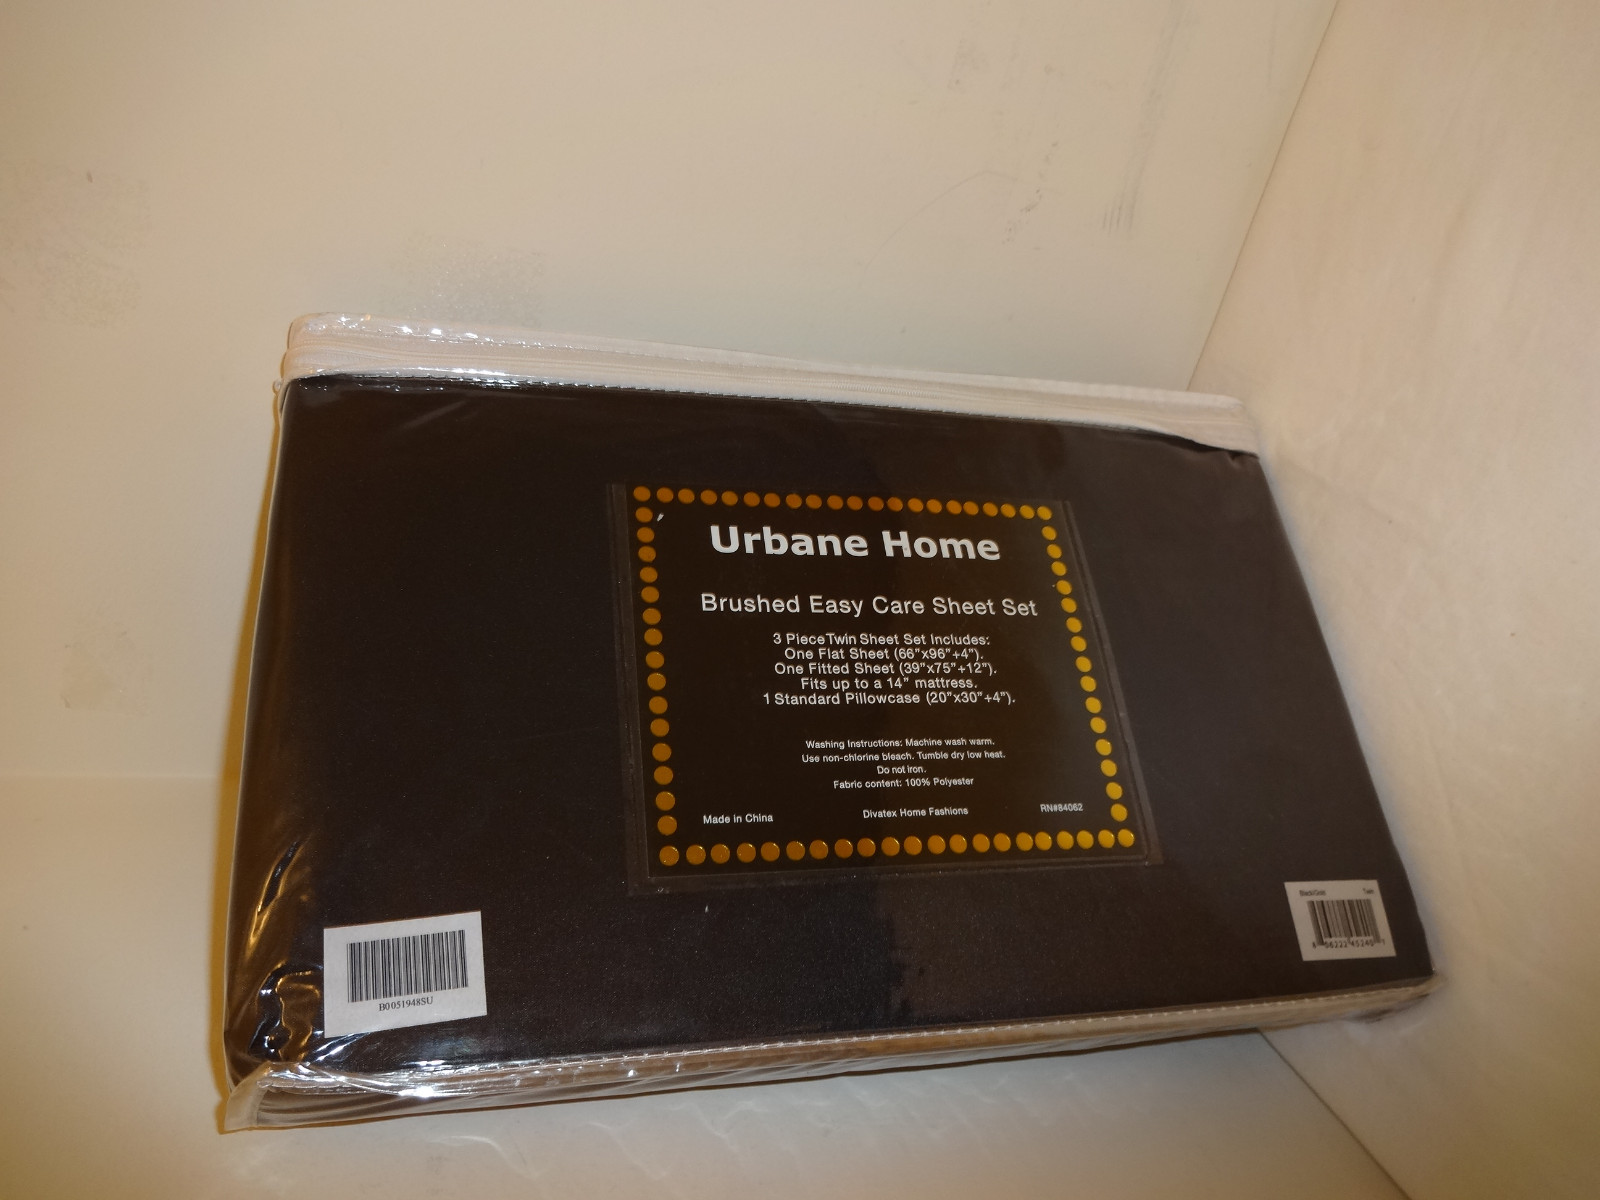 Urbane Home
Brushed Easy Care Sheet Set
3 Piece Twin Sheet Set Includes:
One Flat Sheet (66"x96"+4").
One Fitted Sheet (39"x75"+12").
Fits up to a 14" mattress.
1 Standard Pillowcase (20"x30"+4").
Washing Instructions: Machine wash warm.
Use non-chlorine bleach. Tumble dry low heat.
Do not iron.
Fabric content: 100% Polyester
Made in China Divatex Home Fashions RN#84062
Black/Gold Twin
B0051948SU